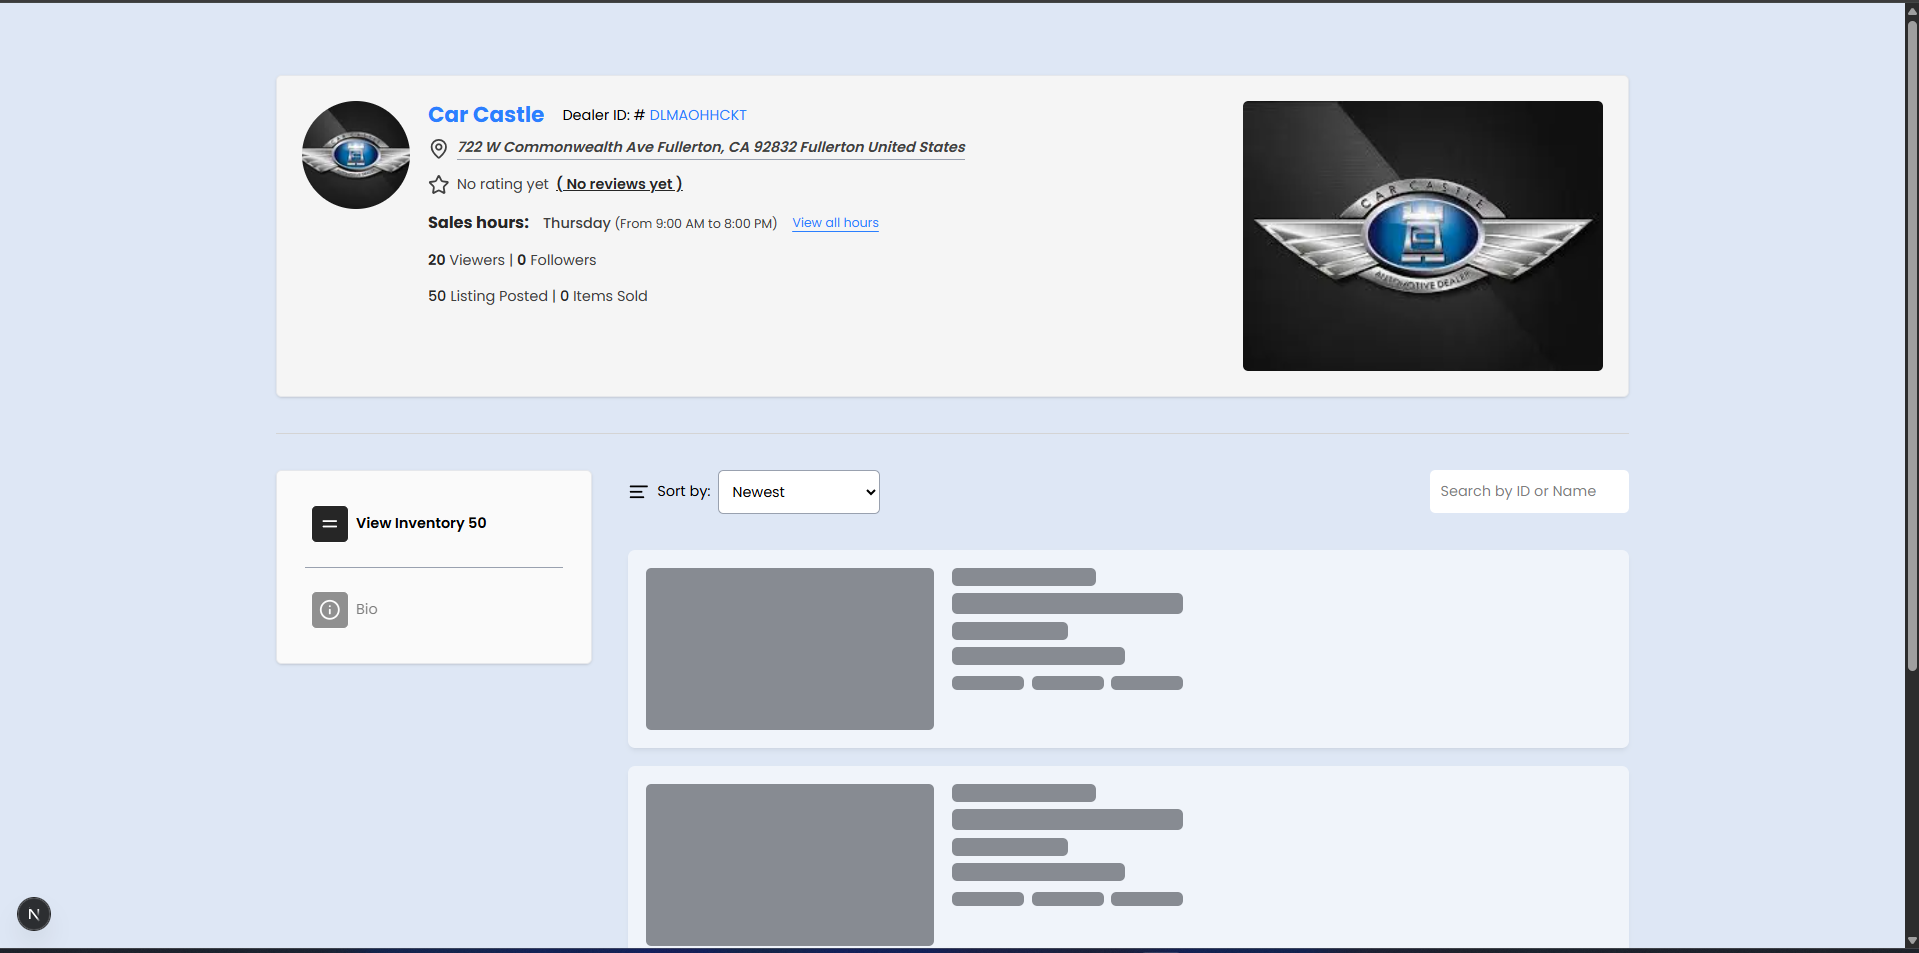 Car Castle Dealer ID: # DLMAOHHCKT
722 W Commonwealth Ave Fullerton, CA 92832 Fullerton United States
No rating yet ( No reviews yet )
Sales hours: Thursday (From 9:00 AM to 8:00 PM) View all hours
20 Viewers | 0 Followers
50 Listing Posted | 0 Items Sold
CAR CASTLE
AUTOMOTIVE DEALER
View Inventory 50
Bio
Sort by: Newest
Search by ID or Name
N